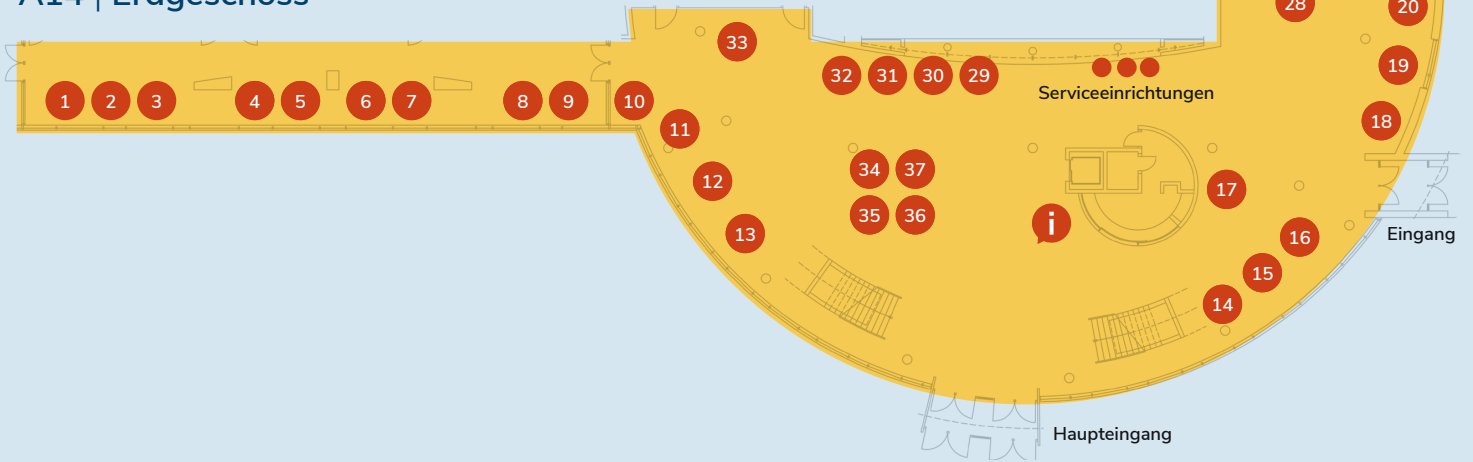 A14 | Erdgeschoss
28
20
33
19
32 31 30 29
Serviceeinrichtungen
1 2 3 4 5 6 7 8 9 10
18
11
34 37
12
17
35 36
i
13
16
Eingang
15
14
Haupteingang